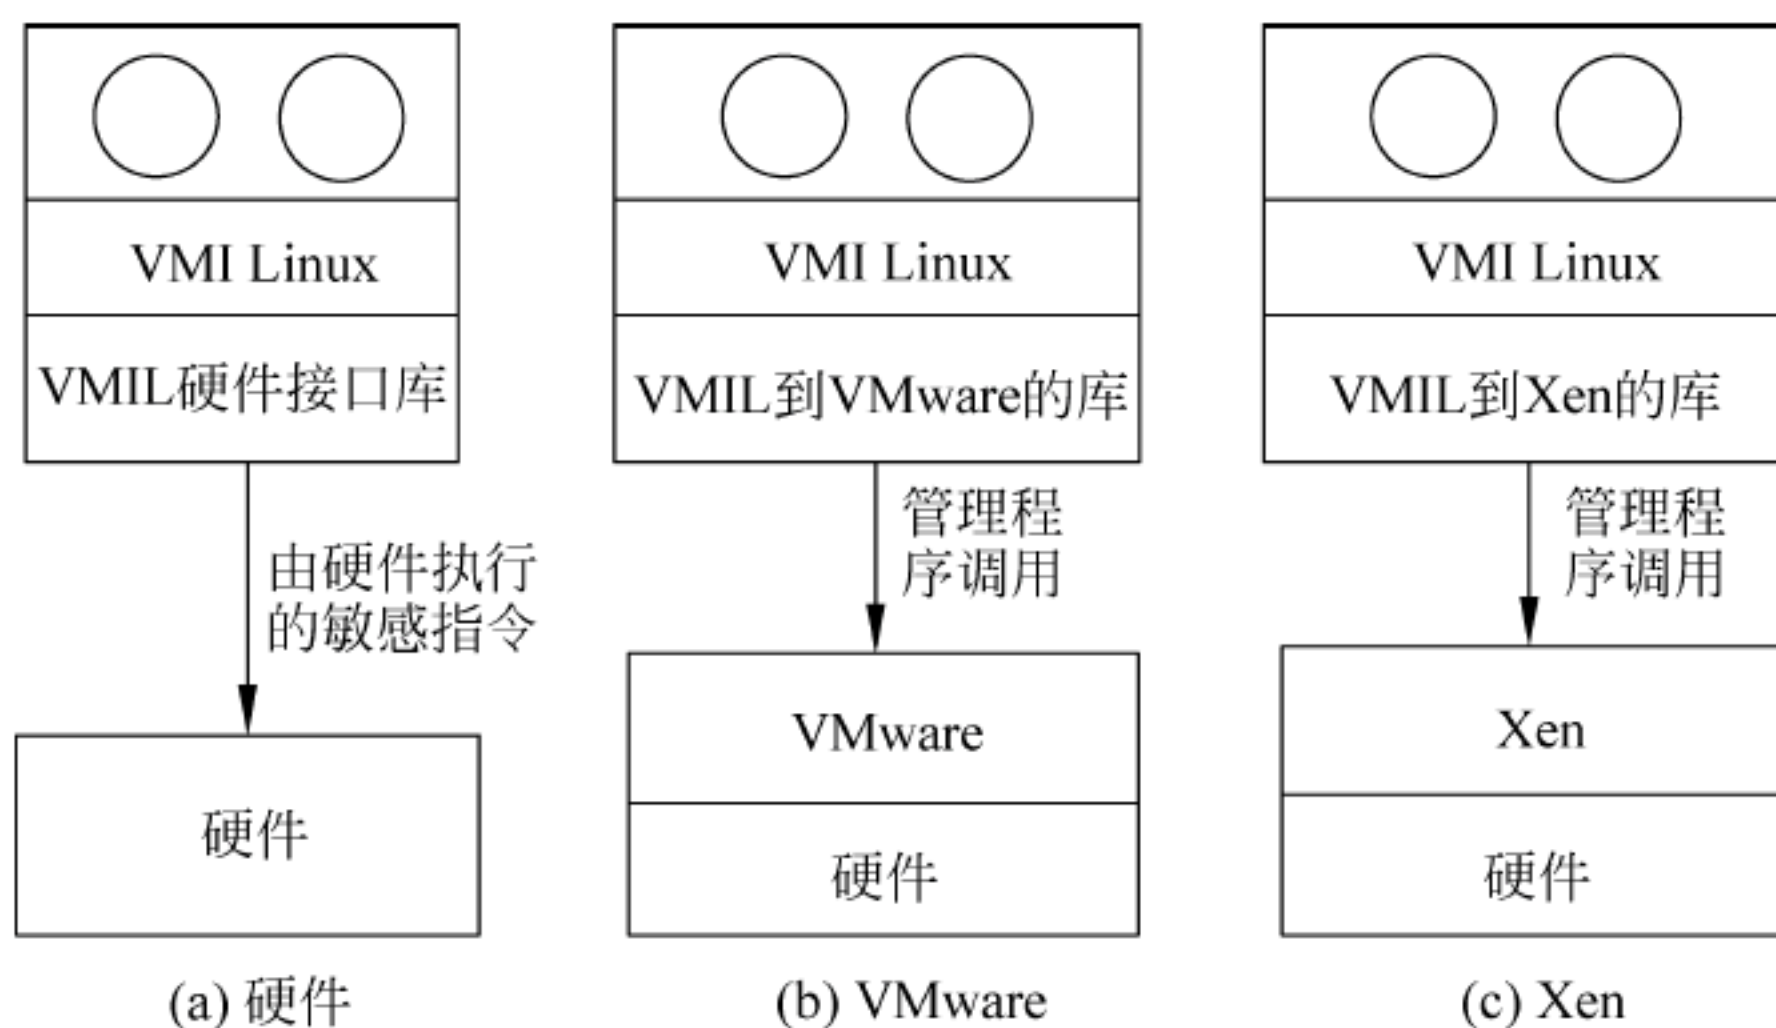 VMI Linux
VMIL硬件接口库
由硬件执行
的敏感指令
硬件
(a) 硬件
VMI Linux
VMIL到VMware的库
管理程
序调用
VMware
硬件
(b) VMware
VMI Linux
VMIL到Xen的库
管理程
序调用
Xen
硬件
(c) Xen